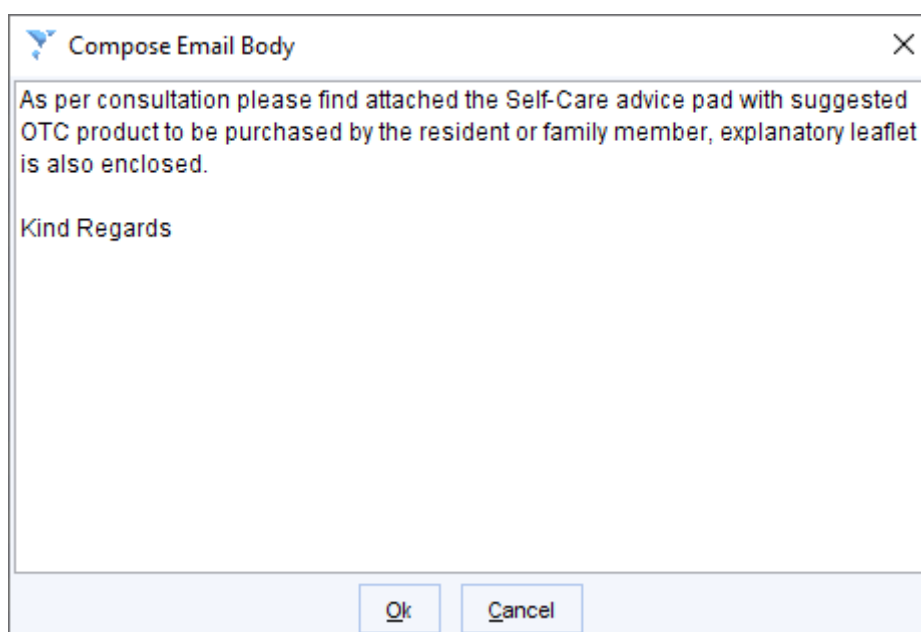 Compose Email Body
As per consultation please find attached the Self-Care advice pad with suggested
OTC product to be purchased by the resident or family member, explanatory leaflet
is also enclosed.
Kind Regards
Ok
Cancel